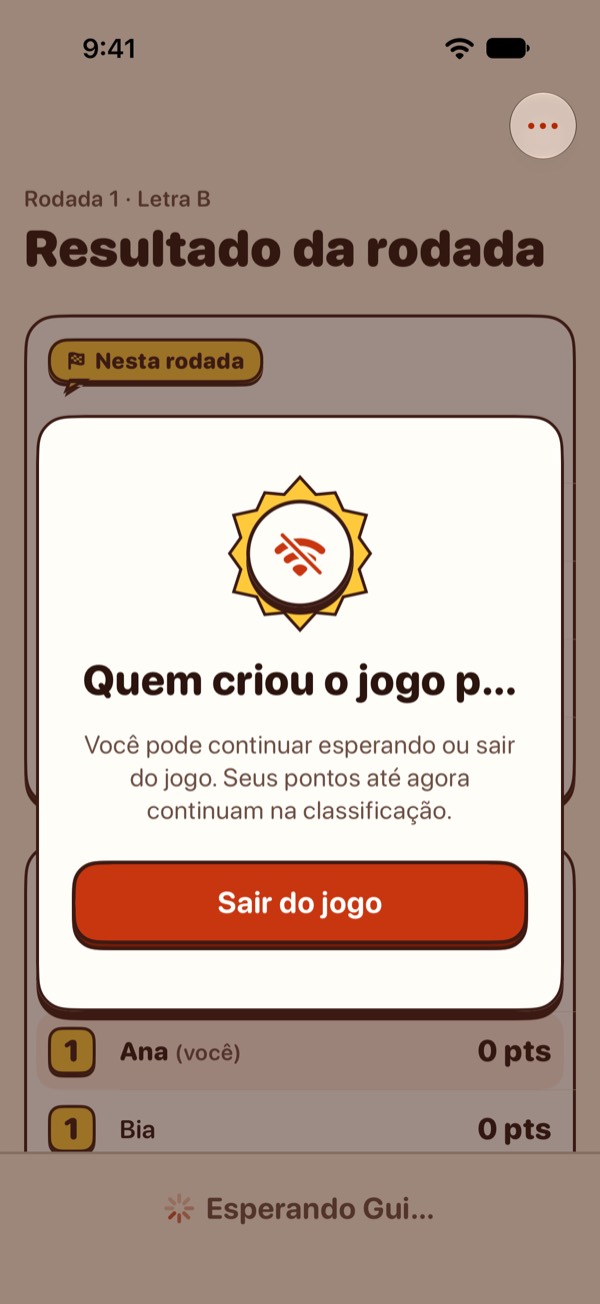 9:41
Rodada 1 · Letra B
Resultado da rodada
Nesta rodada
Quem criou o jogo p...
Você pode continuar esperando ou sair
do jogo. Seus pontos até agora
continuam na classificação.
Sair do jogo
1 Ana (você) 0 pts
1 Bia 0 pts
Esperando Gui...